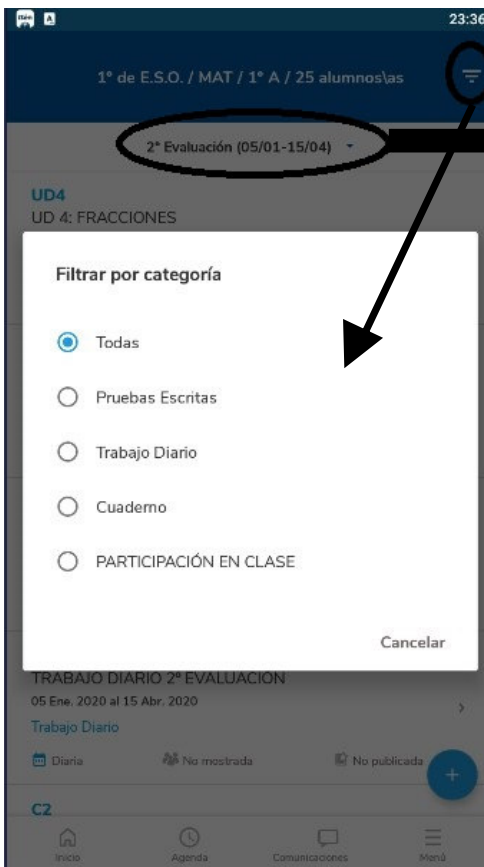 23:36
1º de E.S.O. / MAT / 1º A / 25 alumnos\as
2ª Evaluación (05/01-15/04)
UD4
UD 4: FRACCIONES
Filtrar por categoría
Todas
Pruebas Escritas
Trabajo Diario
Cuaderno
PARTICIPACIÓN EN CLASE
Cancelar
TRABAJO DIARIO 2ª EVALUACIÓN
05 Ene. 2020 al 15 Abr. 2020
Trabajo Diario
Diaria No mostrada No publicada
C2
Inicio Agenda Comunicaciones Menú